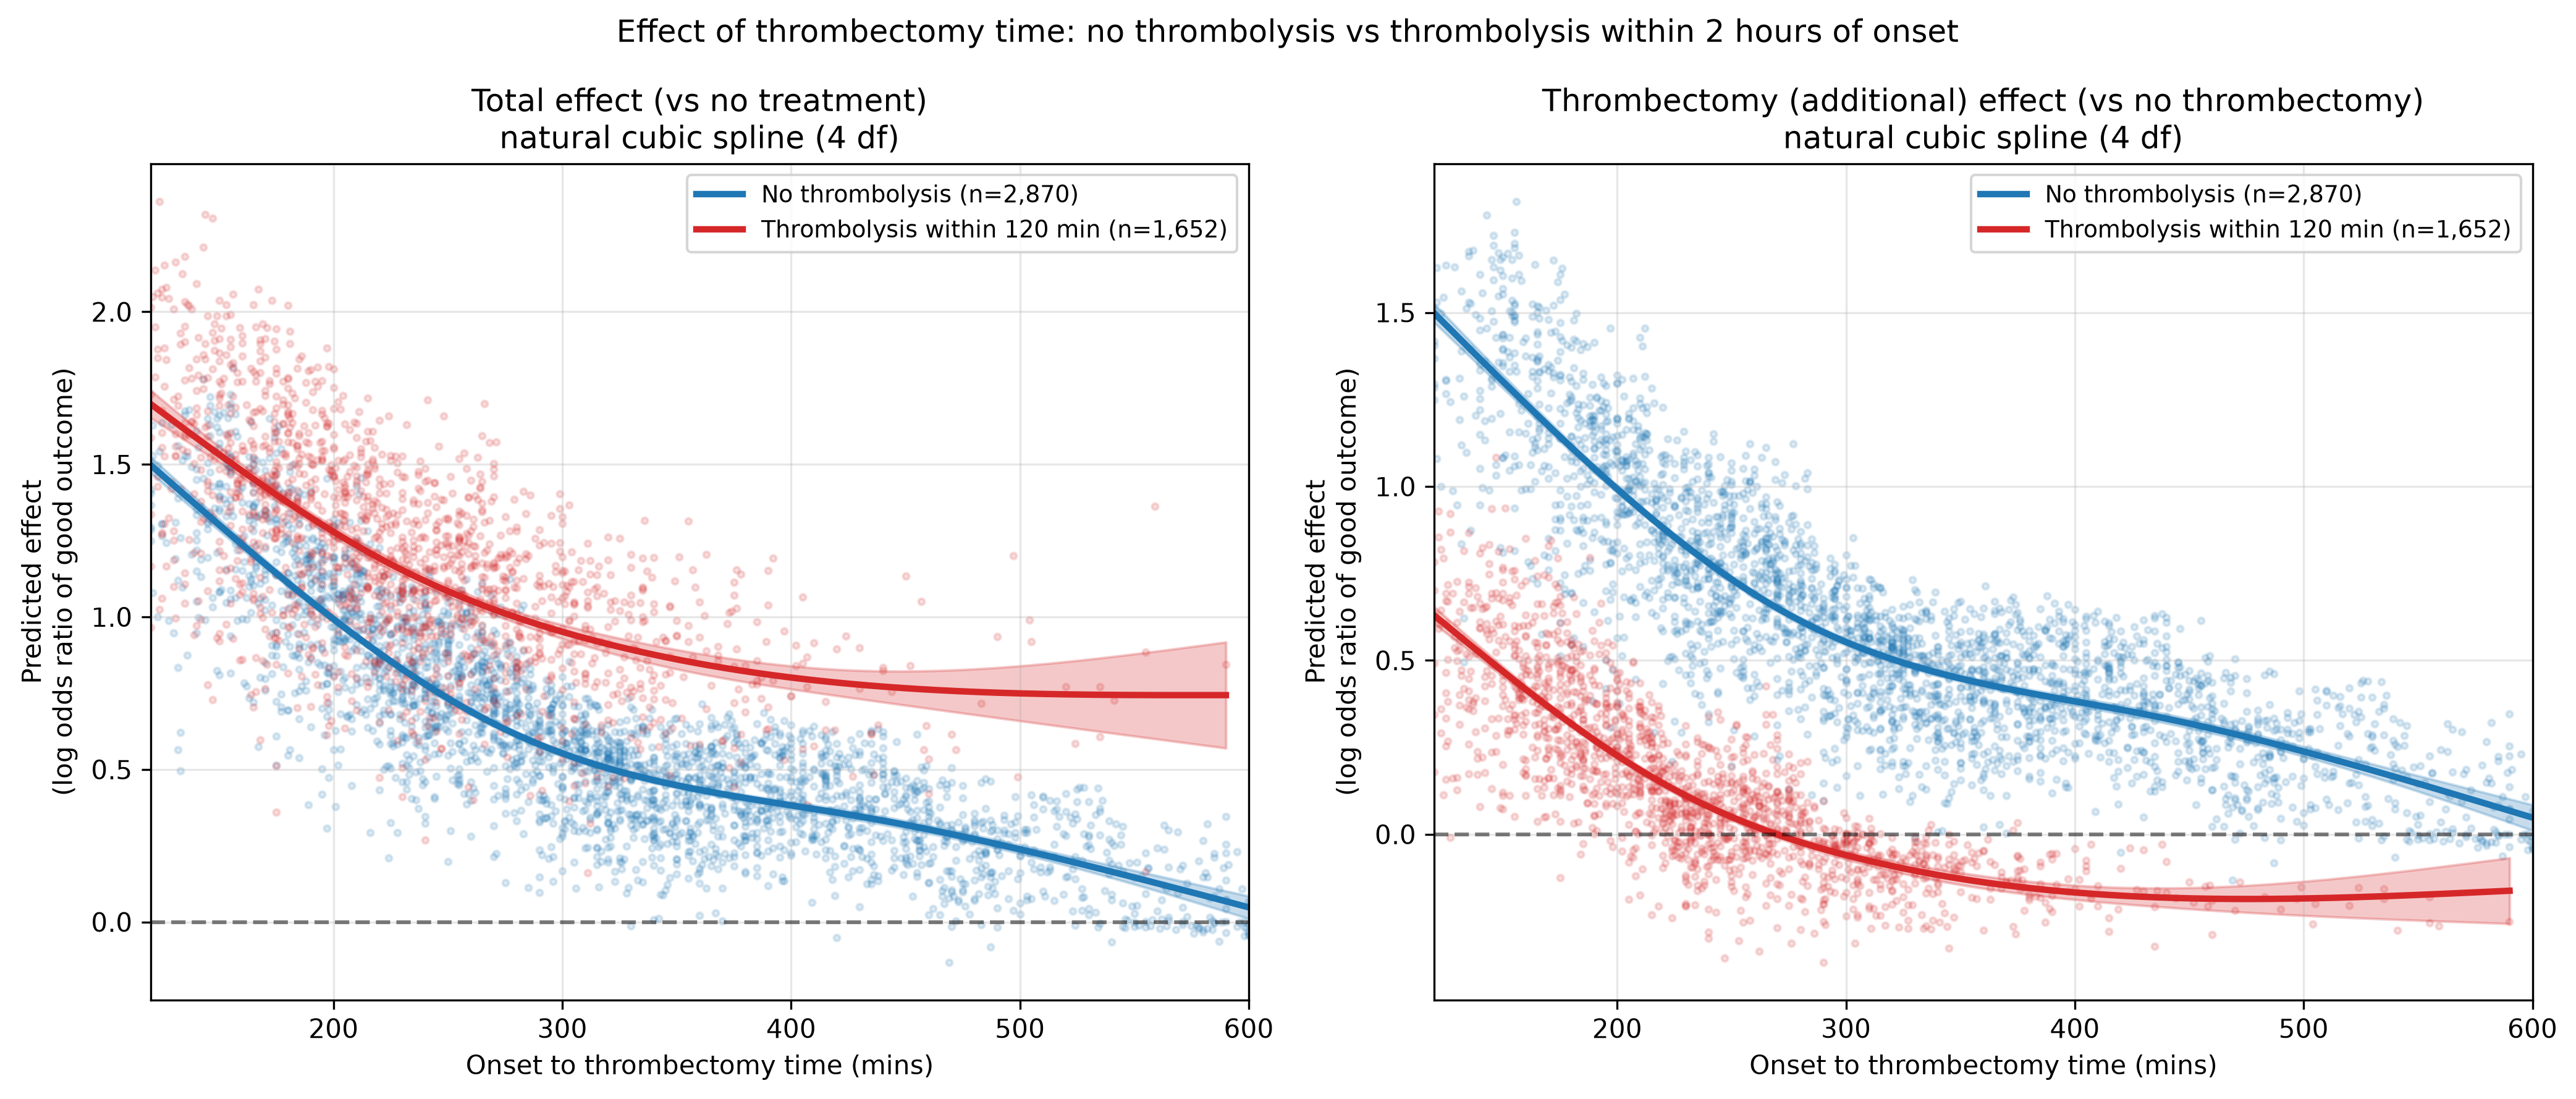 Effect of thrombectomy time: no thrombolysis vs thrombolysis within 2 hours of onset
Total effect (vs no treatment)
natural cubic spline (4 df)
No thrombolysis (n=2,870)
Thrombolysis within 120 min (n=1,652)
Predicted effect
(log odds ratio of good outcome)
2.0
1.5
1.0
0.5
0.0
200
300
400
500
600
Onset to thrombectomy time (mins)
Thrombectomy (additional) effect (vs no thrombectomy)
natural cubic spline (4 df)
No thrombolysis (n=2,870)
Thrombolysis within 120 min (n=1,652)
Predicted effect
(log odds ratio of good outcome)
1.5
1.0
0.5
0.0
200
300
400
500
600
Onset to thrombectomy time (mins)